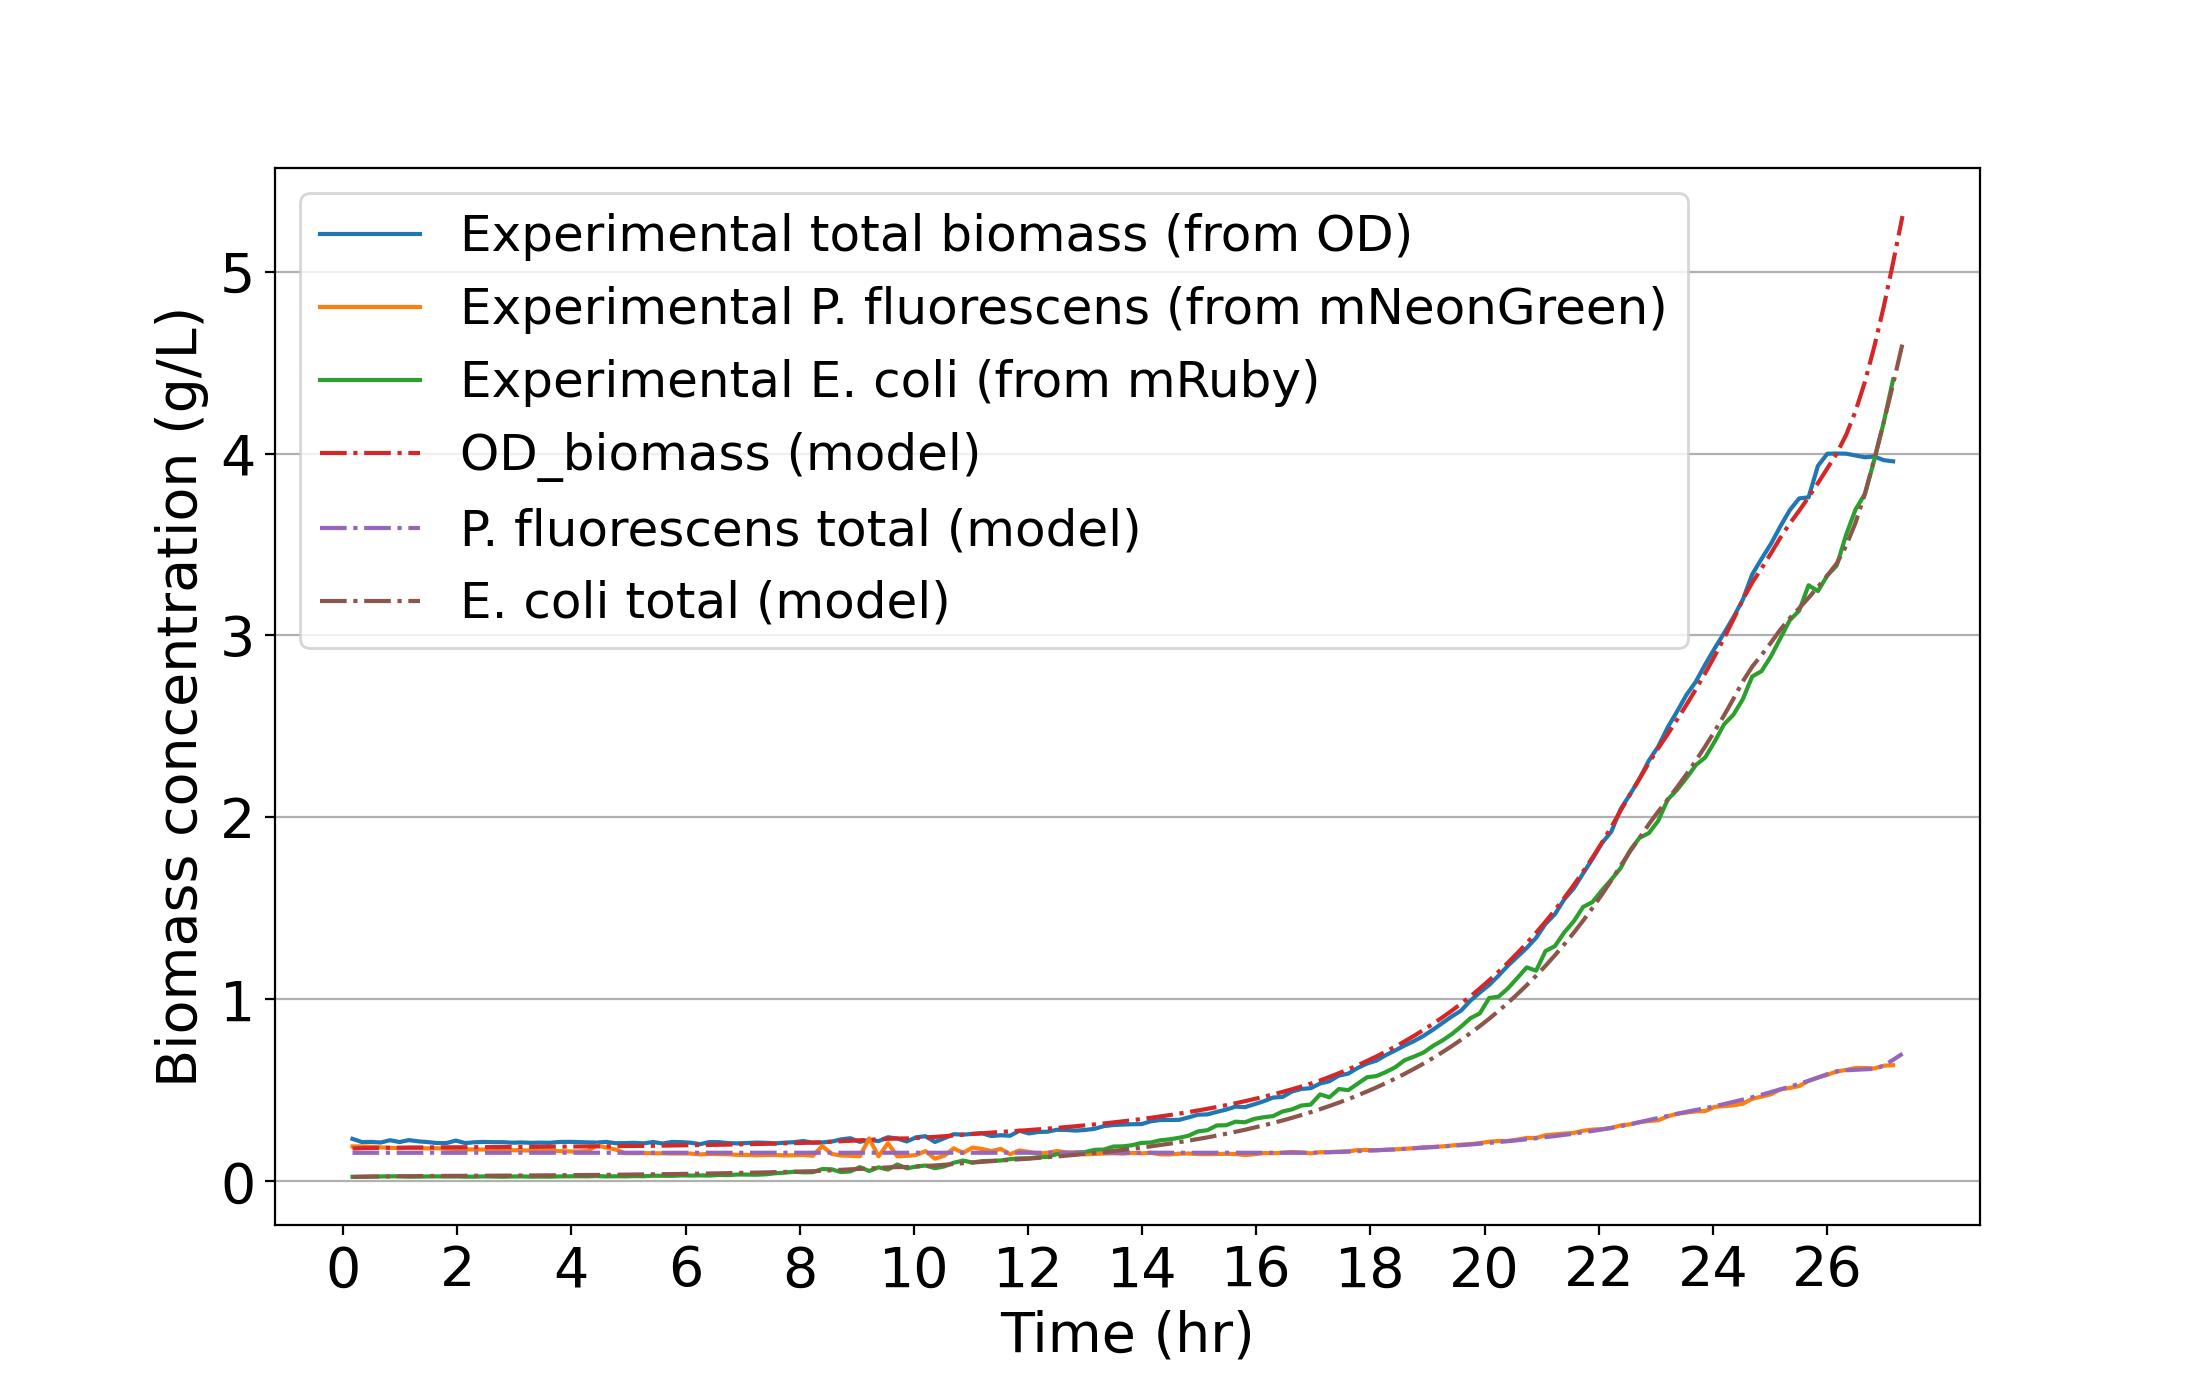 Experimental total biomass (from OD)
Experimental P. fluorescens (from mNeonGreen)
Experimental E. coli (from mRuby)
OD_biomass (model)
P. fluorescens total (model)
E. coli total (model)
Biomass concentration (g/L)
5
4
3
2
1
0
0 2 4 6 8 10 12 14 16 18 20 22 24 26
Time (hr)